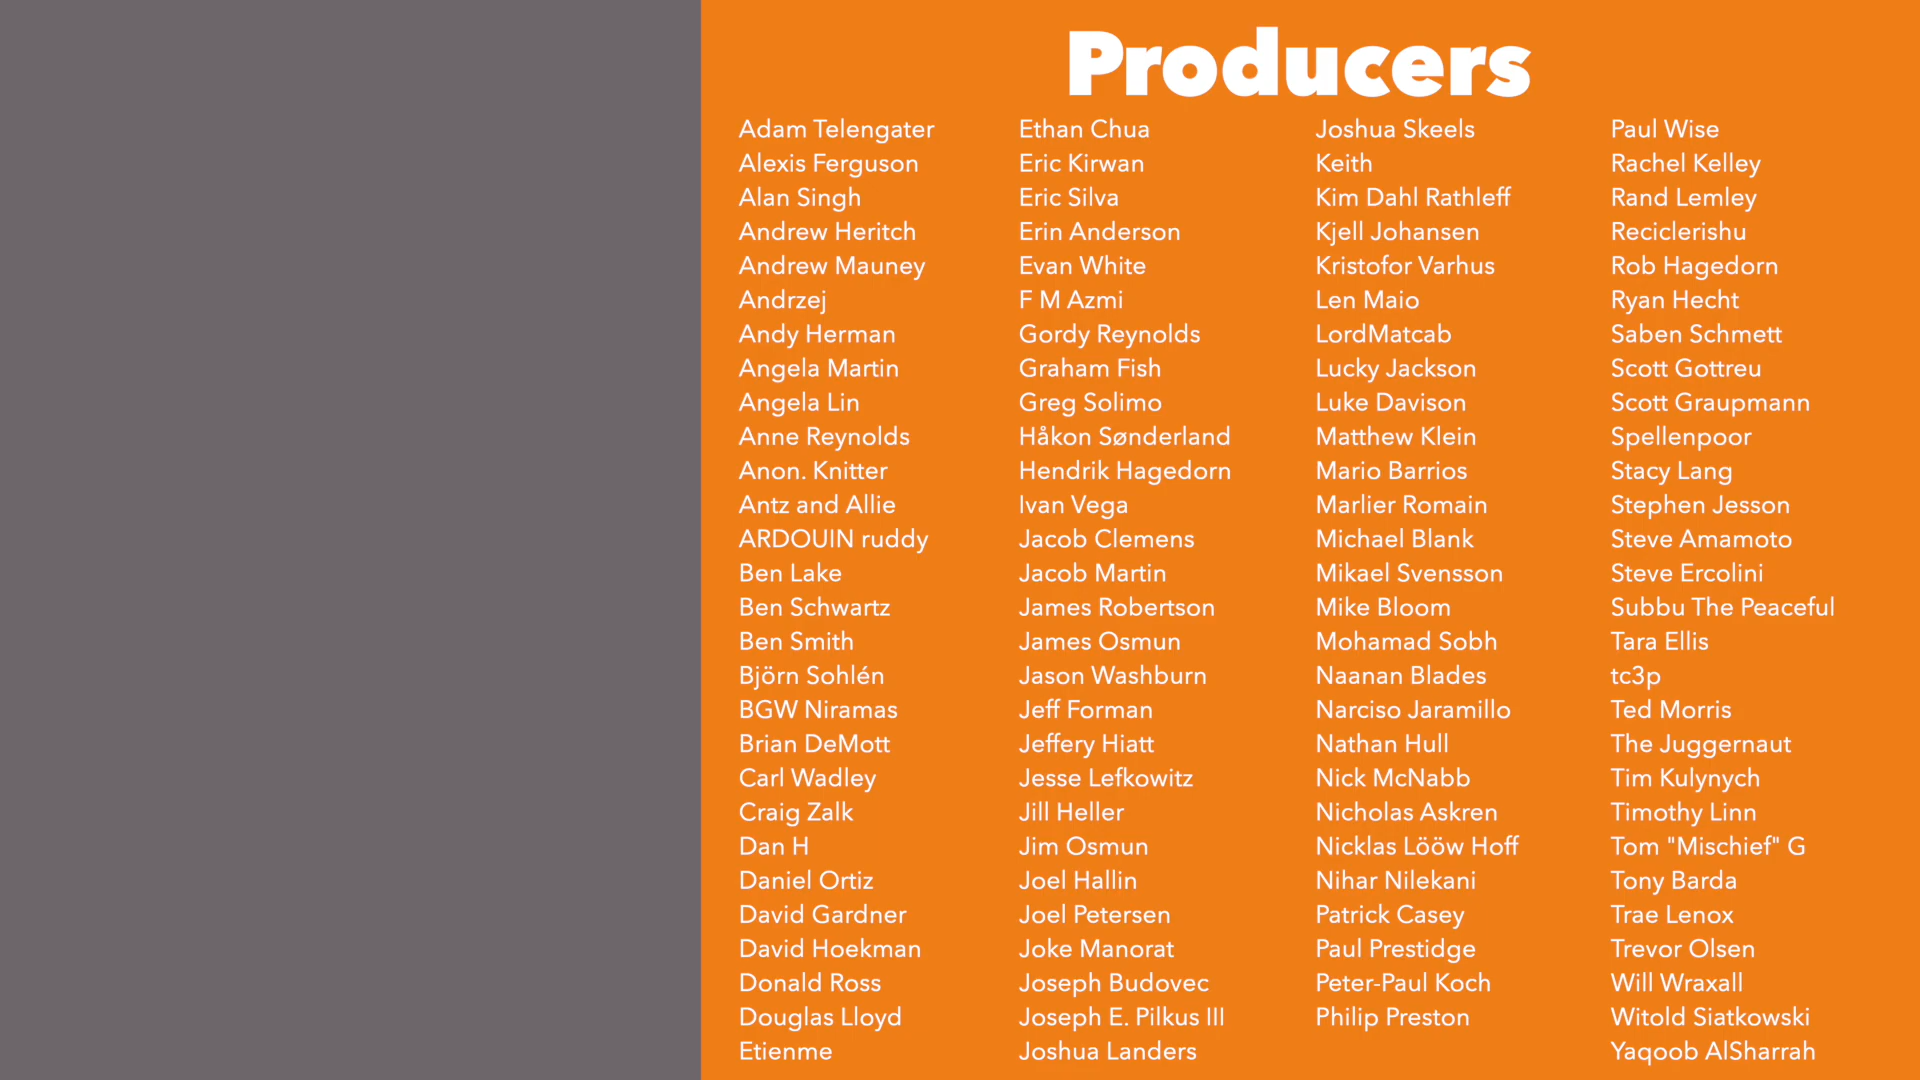 Producers
Adam Telengater
Alexis Ferguson
Alan Singh
Andrew Heritch
Andrew Mauney
Andrzej
Andy Herman
Angela Martin
Angela Lin
Anne Reynolds
Anon. Knitter
Antz and Allie
ARDOUIN ruddy
Ben Lake
Ben Schwartz
Ben Smith
Björn Sohlén
BGW Niramas
Brian DeMott
Carl Wadley
Craig Zalk
Dan H
Daniel Ortiz
David Gardner
David Hoekman
Donald Ross
Douglas Lloyd
Etienme
Ethan Chua
Eric Kirwan
Eric Silva
Erin Anderson
Evan White
F M Azmi
Gordy Reynolds
Graham Fish
Greg Solimo
Håkon Sønderland
Hendrik Hagedorn
Ivan Vega
Jacob Clemens
Jacob Martin
James Robertson
James Osmun
Jason Washburn
Jeff Forman
Jeffery Hiatt
Jesse Lefkowitz
Jill Heller
Jim Osmun
Joel Hallin
Joel Petersen
Joke Manorat
Joseph Budovec
Joseph E. Pilkus III
Joshua Landers
Joshua Skeels
Keith
Kim Dahl Rathleff
Kjell Johansen
Kristofor Varhus
Len Maio
LordMatcab
Lucky Jackson
Luke Davison
Matthew Klein
Mario Barrios
Marlier Romain
Michael Blank
Mikael Svensson
Mike Bloom
Mohamad Sobh
Naanan Blades
Narciso Jaramillo
Nathan Hull
Nick McNabb
Nicholas Askren
Nicklas Lööw Hoff
Nihar Nilekani
Patrick Casey
Paul Prestidge
Peter-Paul Koch
Philip Preston
Paul Wise
Rachel Kelley
Rand Lemley
Reciclerishu
Rob Hagedorn
Ryan Hecht
Saben Schmett
Scott Gottreu
Scott Graupmann
Spellenpoor
Stacy Lang
Stephen Jesson
Steve Amamoto
Steve Ercolini
Subbu The Peaceful
Tara Ellis
tc3p
Ted Morris
The Juggernaut
Tim Kulynych
Timothy Linn
Tom "Mischief" G
Tony Barda
Trae Lenox
Trevor Olsen
Will Wraxall
Witold Siatkowski
Yaqoob AlSharrah